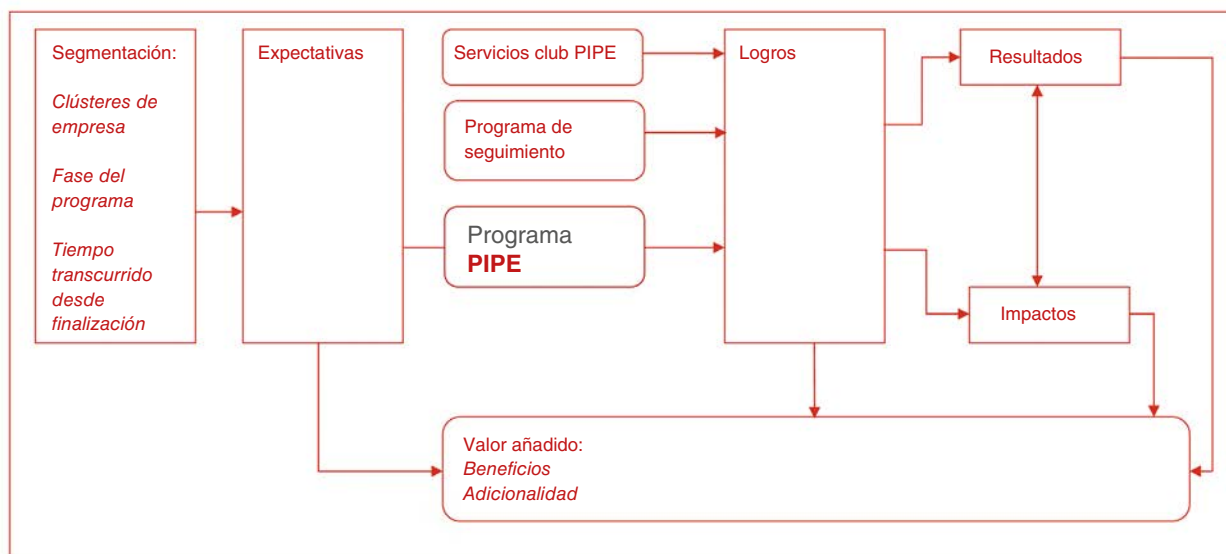 Segmentación:
Clústeres de
empresa
Fase del
programa
Tiempo
transcurrido
desde
finalización
Expectativas
Servicios club PIPE
Programa de
seguimiento
Programa
PIPE
Logros
Resultados
Impactos
Valor añadido:
Beneficios
Adicionalidad